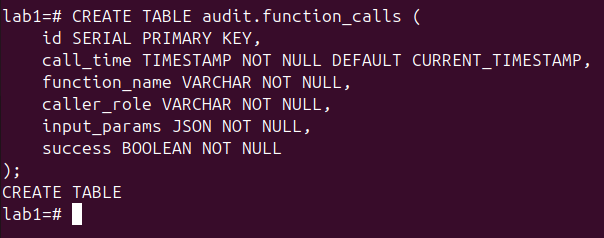 lab1=# CREATE TABLE audit.function_calls (
    id SERIAL PRIMARY KEY,
    call_time TIMESTAMP NOT NULL DEFAULT CURRENT_TIMESTAMP,
    function_name VARCHAR NOT NULL,
    caller_role VARCHAR NOT NULL,
    input_params JSON NOT NULL,
    success BOOLEAN NOT NULL
);
CREATE TABLE
lab1=#